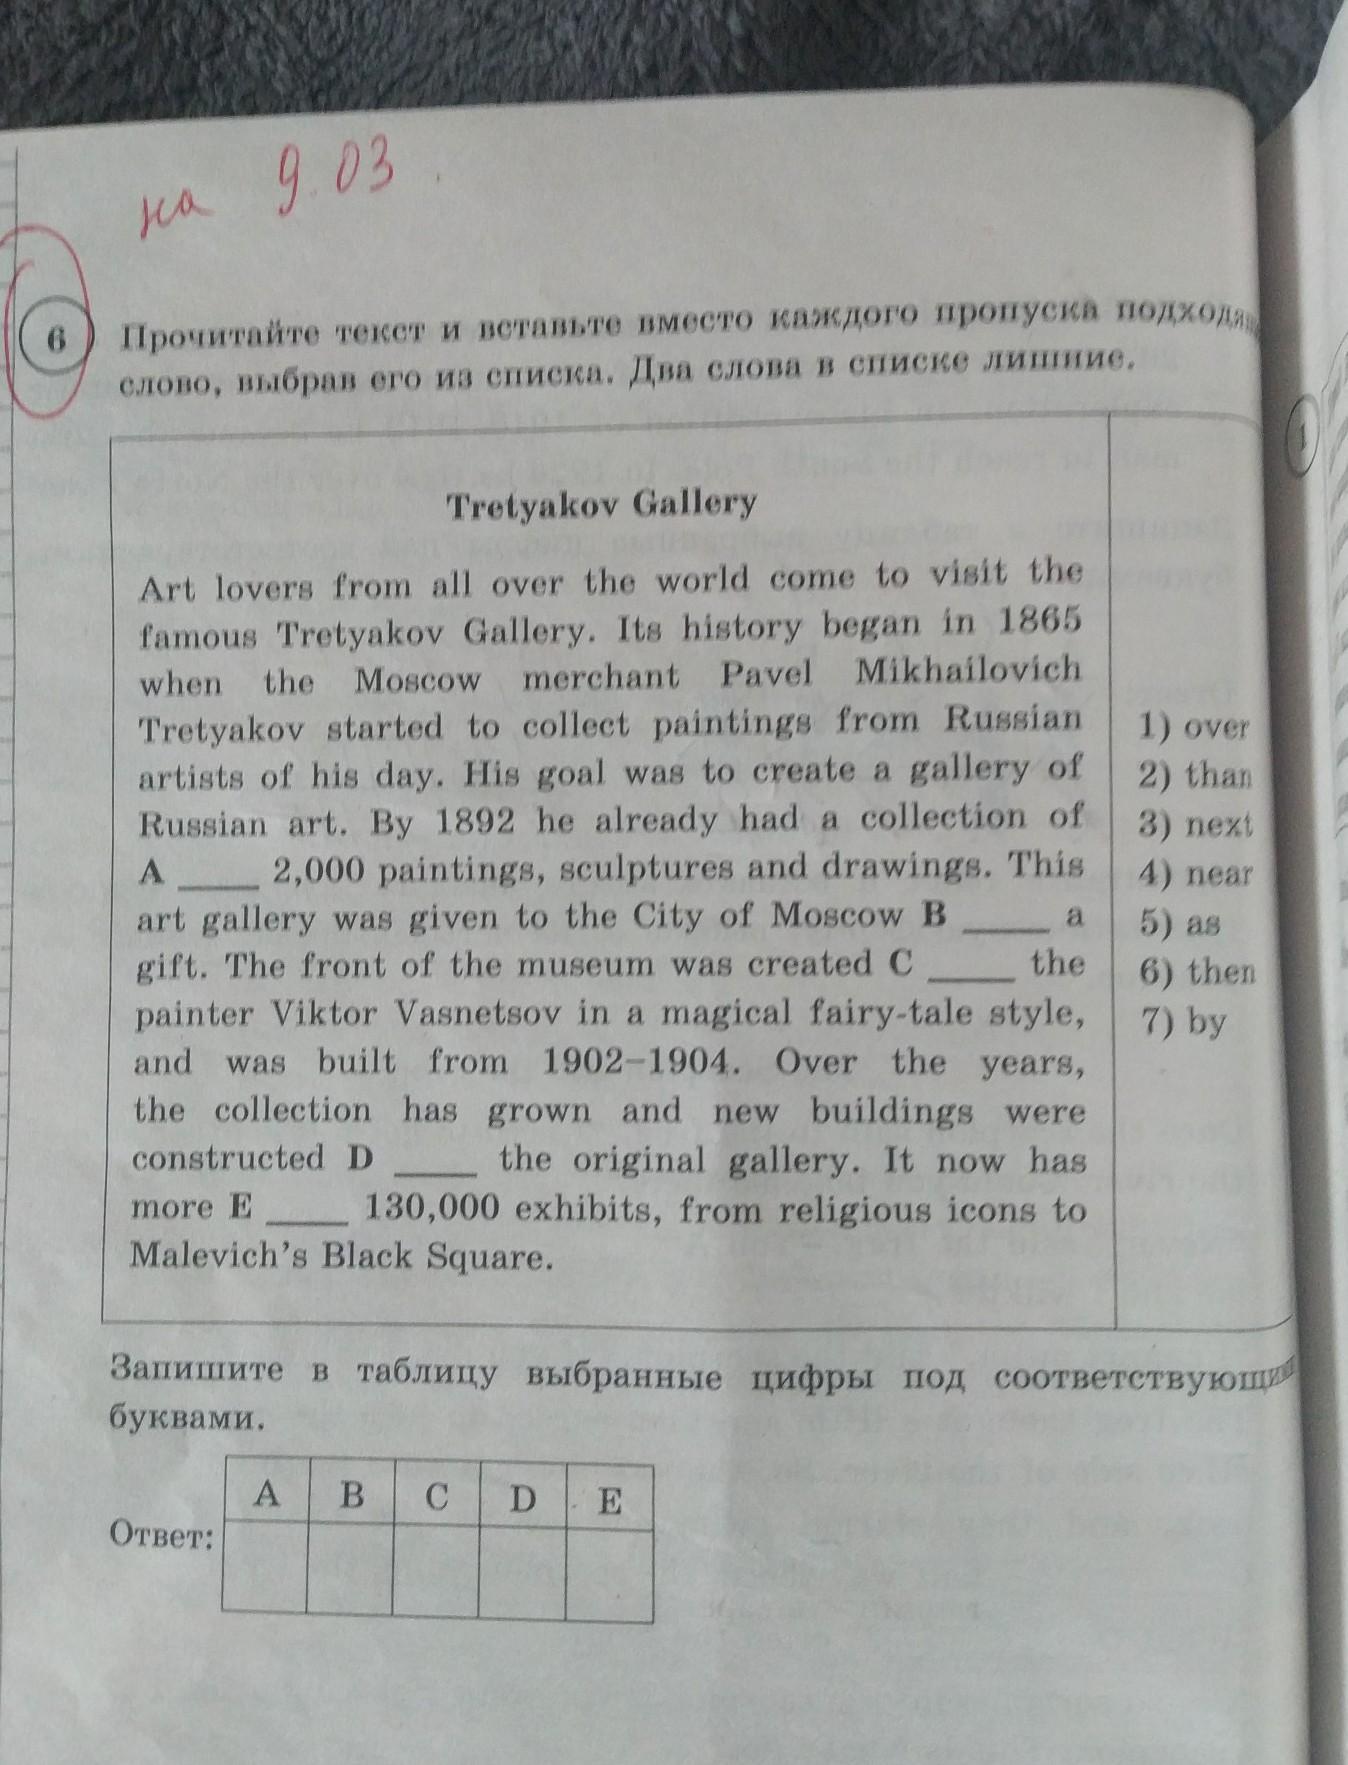 на 9.03.
6 Прочитайте текст и вставьте вместо каждого пропуска
слово, выбрав его из списка. Два слова в списке лишние.
Tretyakov Gallery
Art lovers from all over the world come to visit the
famous Tretyakov Gallery. Its history began in 1865
when the Moscow merchant Pavel Mikhailovich
Tretyakov started to collect paintings from Russian
artists of his day. His goal was to create a gallery of
Russian art. By 1892 he already had a collection of
A ____ 2,000 paintings, sculptures and drawings. This
art gallery was given to the City of Moscow B ____ a
gift. The front of the museum was created C ____ the
painter Viktor Vasnetsov in a magical fairy-tale style,
and was built from 1902–1904. Over the years,
the collection has grown and new buildings were
constructed D ____ the original gallery. It now has
more E ____ 130,000 exhibits, from religious icons to
Malevich's Black Square.
1) over
2) than
3) next
4) near
5) as
6) then
7) by
Запишите в таблицу выбранные цифры под
буквами.
A B C D E
Ответ:
1